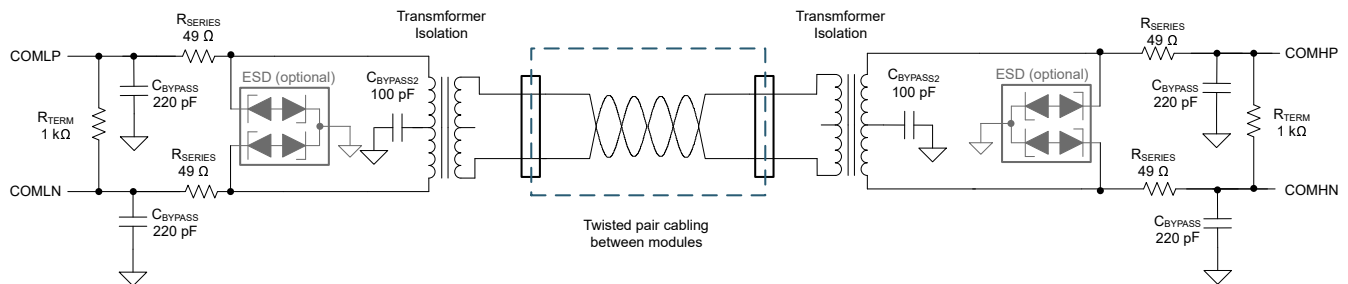 Transmformer
Isolation
Transmformer
Isolation
RSERIES
49 Ω
RSERIES
49 Ω
COMLP
COMHP
ESD (optional)
CBYPASS2
100 pF
CBYPASS2
100 pF
ESD (optional)
CBYPASS
220 pF
CBYPASS
220 pF
RTERM
1 kΩ
RTERM
1 kΩ
RSERIES
49 Ω
RSERIES
49 Ω
COMLN
COMHN
CBYPASS
220 pF
Twisted pair cabling
between modules
CBYPASS
220 pF